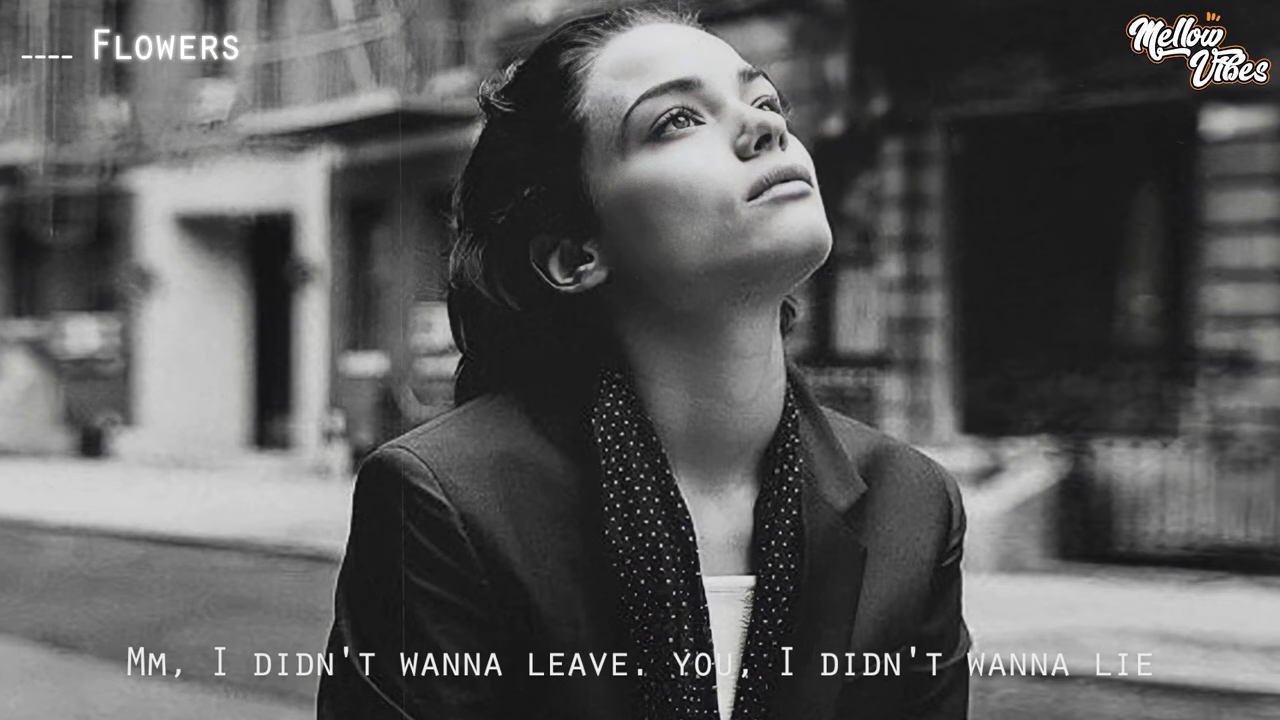 ____ Flowers
Mellow
Vibes
Mm, I didn't wanna leave. you, I didn't wanna lie